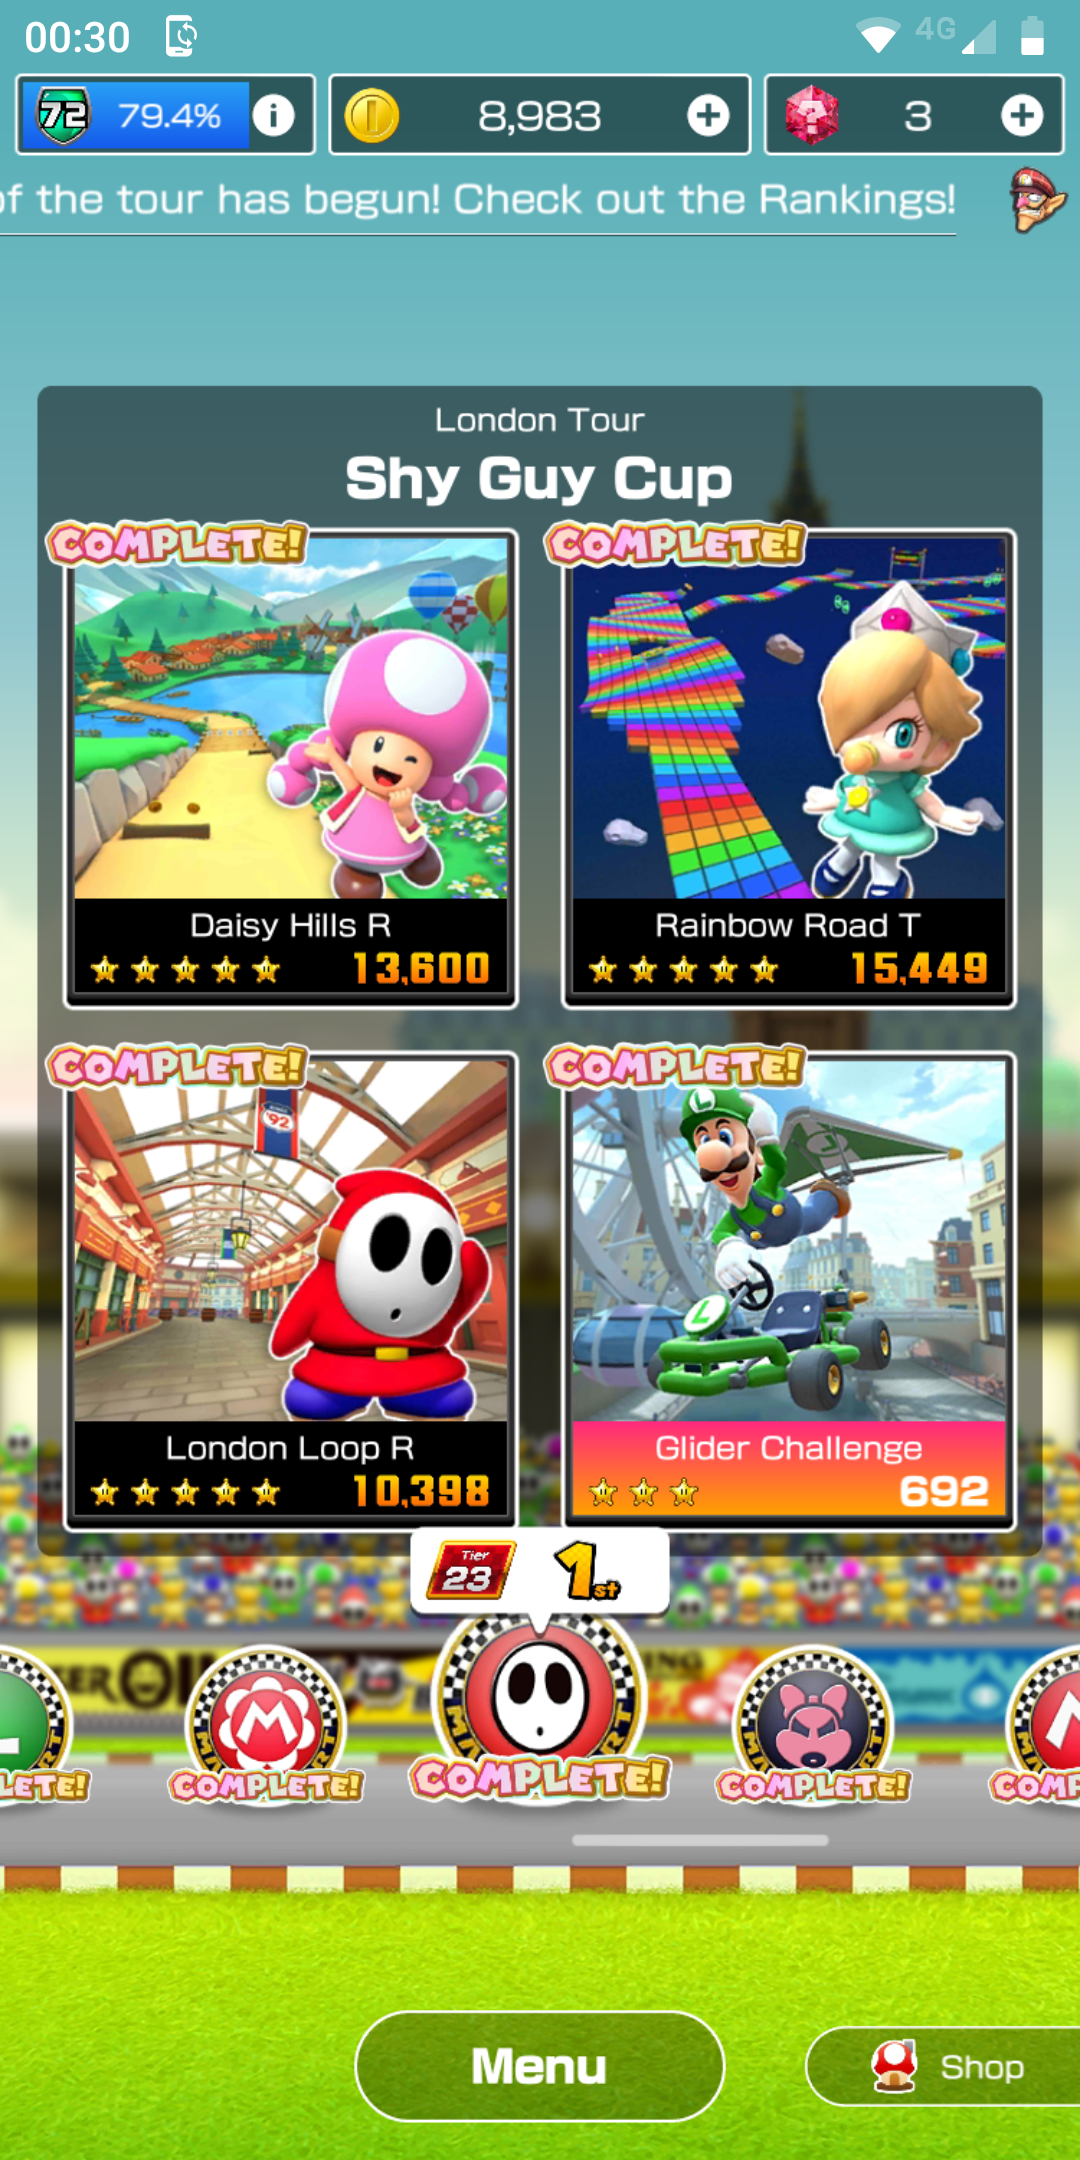 00:30
4G
72 79.4% i
8,983 +
3 +
of the tour has begun! Check out the Rankings!
London Tour
Shy Guy Cup
COMPLETE! COMPLETE!
Daisy Hills R
13,600
Rainbow Road T
15,449
COMPLETE! COMPLETE!
'92
L
L
London Loop R
10,398
Glider Challenge
692
Tier
23
1st
M
COMPLETE! COMPLETE! COMPLETE!
Menu
Shop